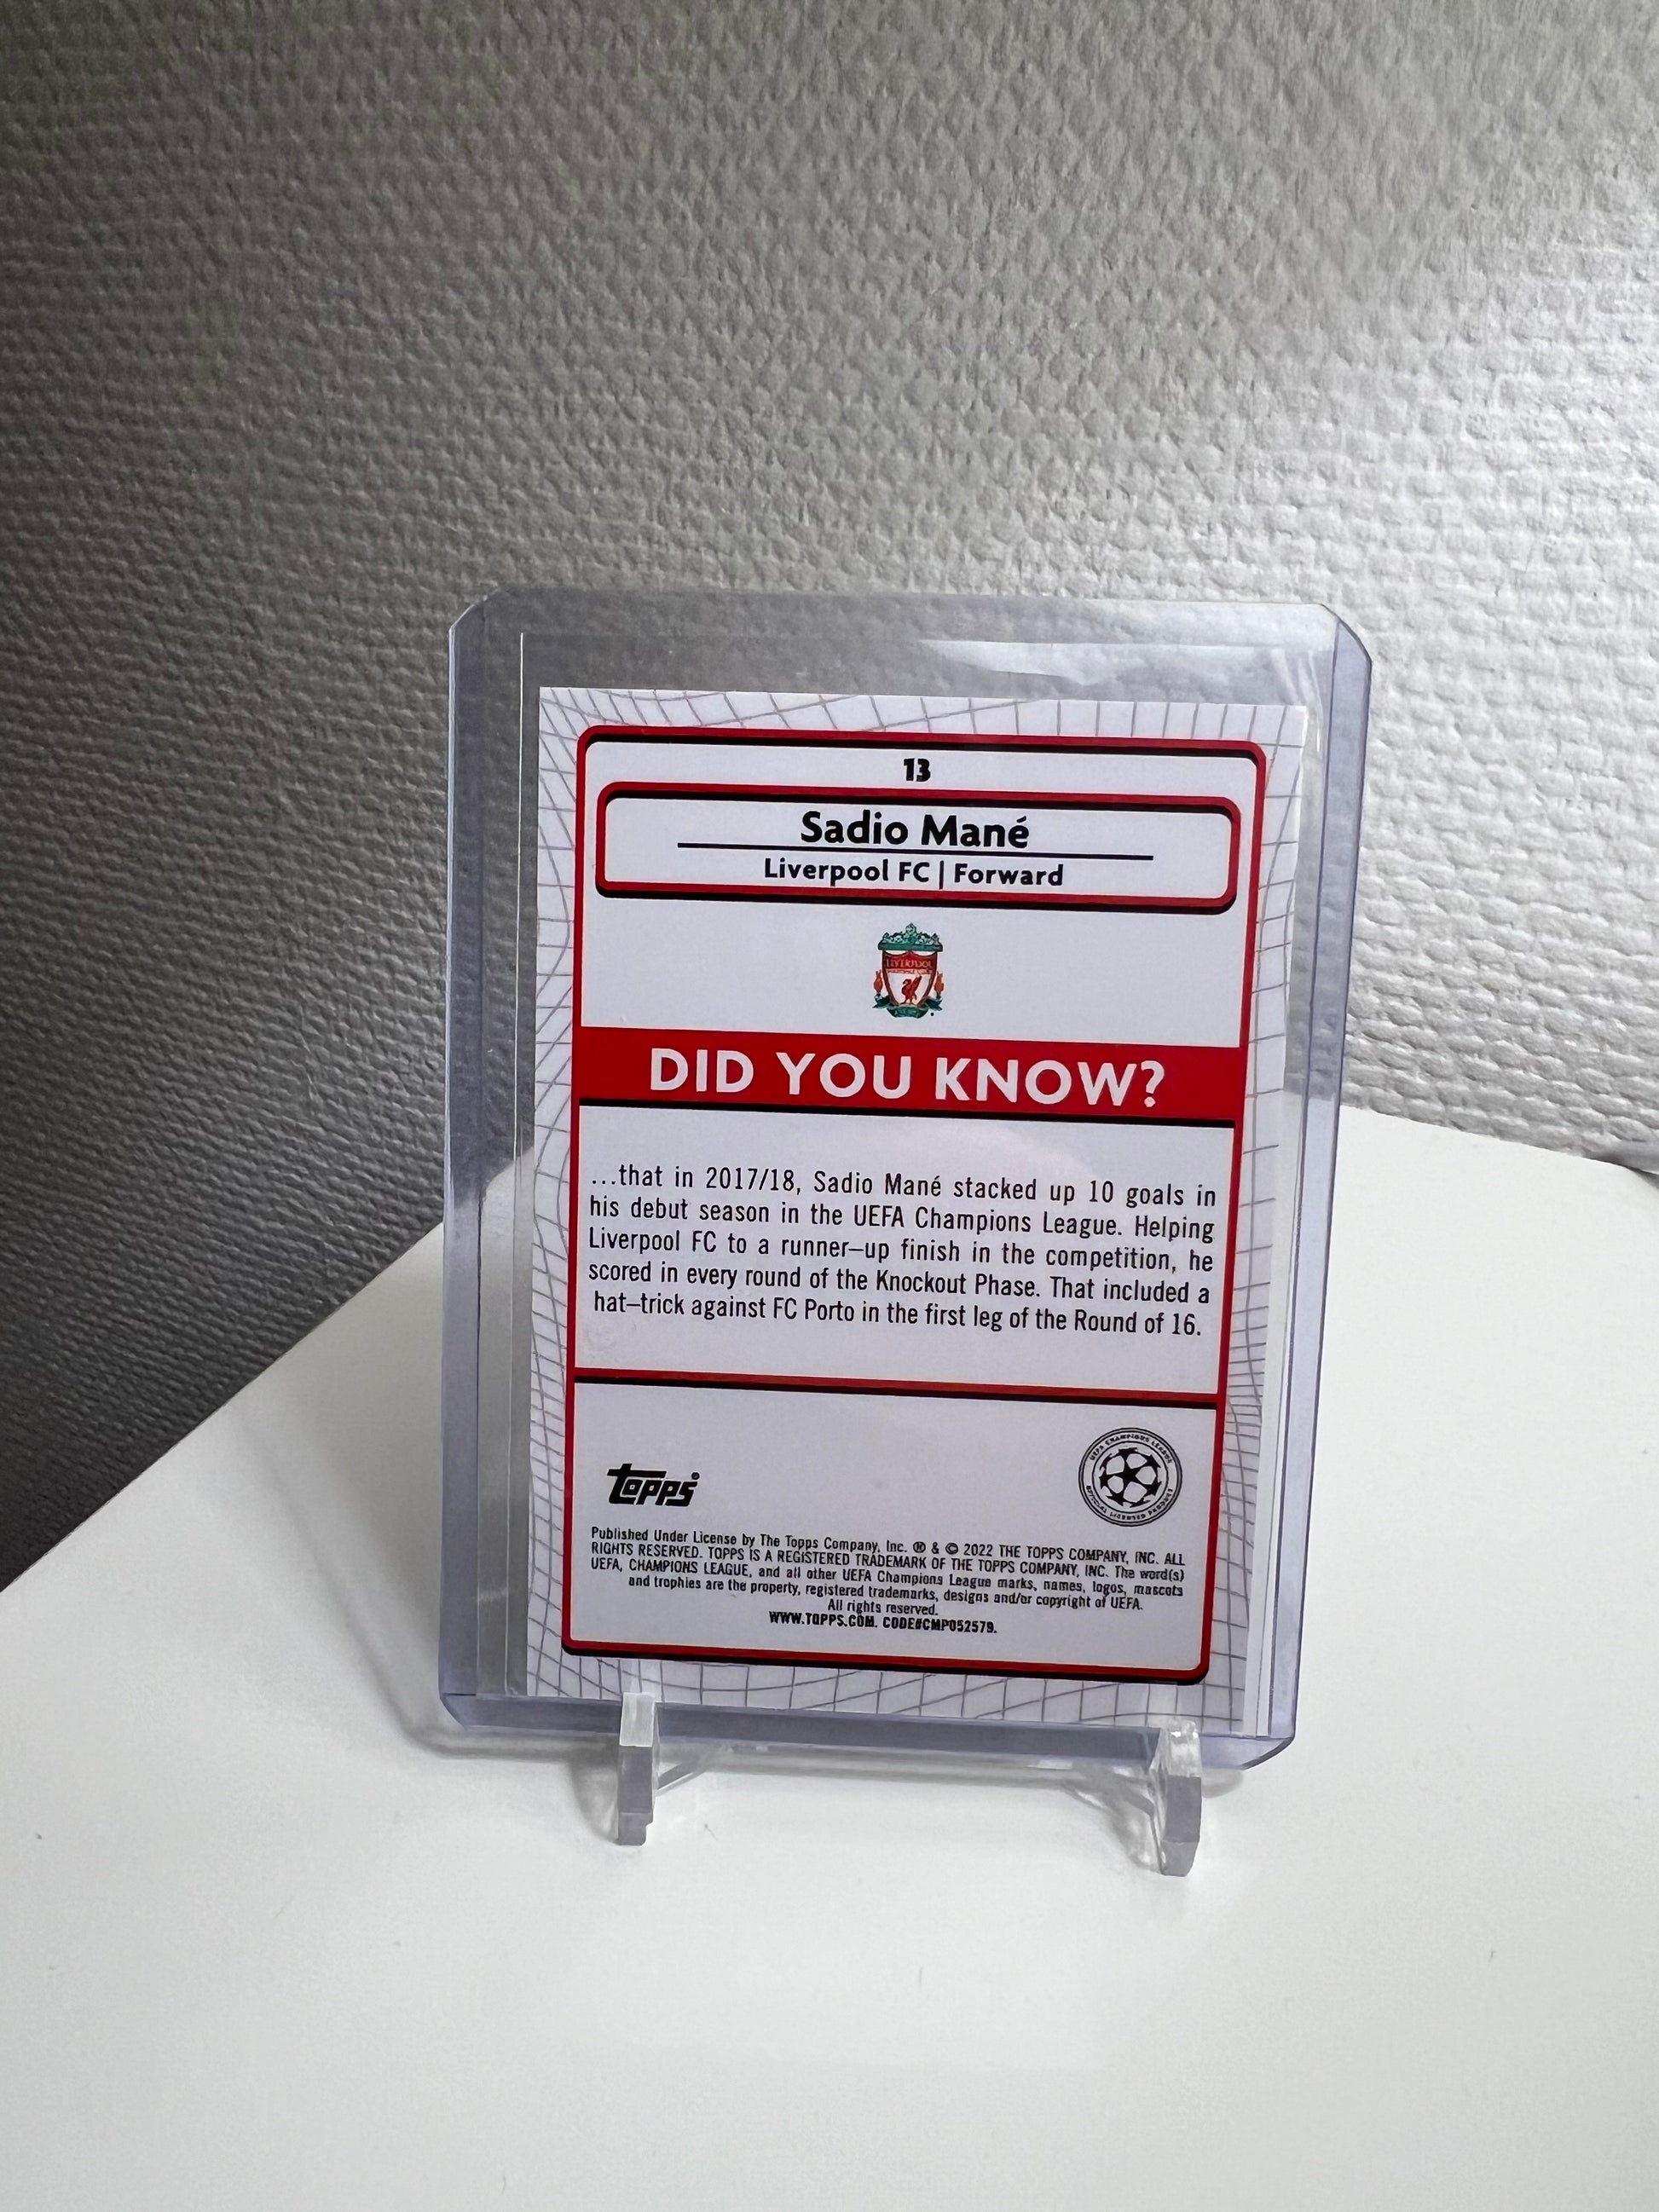 13
Sadio Mané
Liverpool FC | Forward
DID YOU KNOW?
...that in 2017/18, Sadio Mané stacked up 10 goals in
his debut season in the UEFA Champions League. Helping
Liverpool FC to a runner–up finish in the competition, he
scored in every round of the Knockout Phase. That included a
hat–trick against FC Porto in the first leg of the Round of 16.
Topps®
UEFA CHAMPIONS LEAGUE
OFFICIAL LICENSED PRODUCT
Published Under License by The Topps Company, Inc. ® & © 2022 THE TOPPS COMPANY, INC. ALL
RIGHTS RESERVED. TOPPS IS A REGISTERED TRADEMARK OF THE TOPPS COMPANY, INC. The word(s)
UEFA, CHAMPIONS LEAGUE, and all other UEFA Champions League marks, names, logos, mascots
and trophies are the property, registered trademarks, designs and/or copyright of UEFA.
All rights reserved.
WWW.TOPPS.COM. CODE#CMP052579.